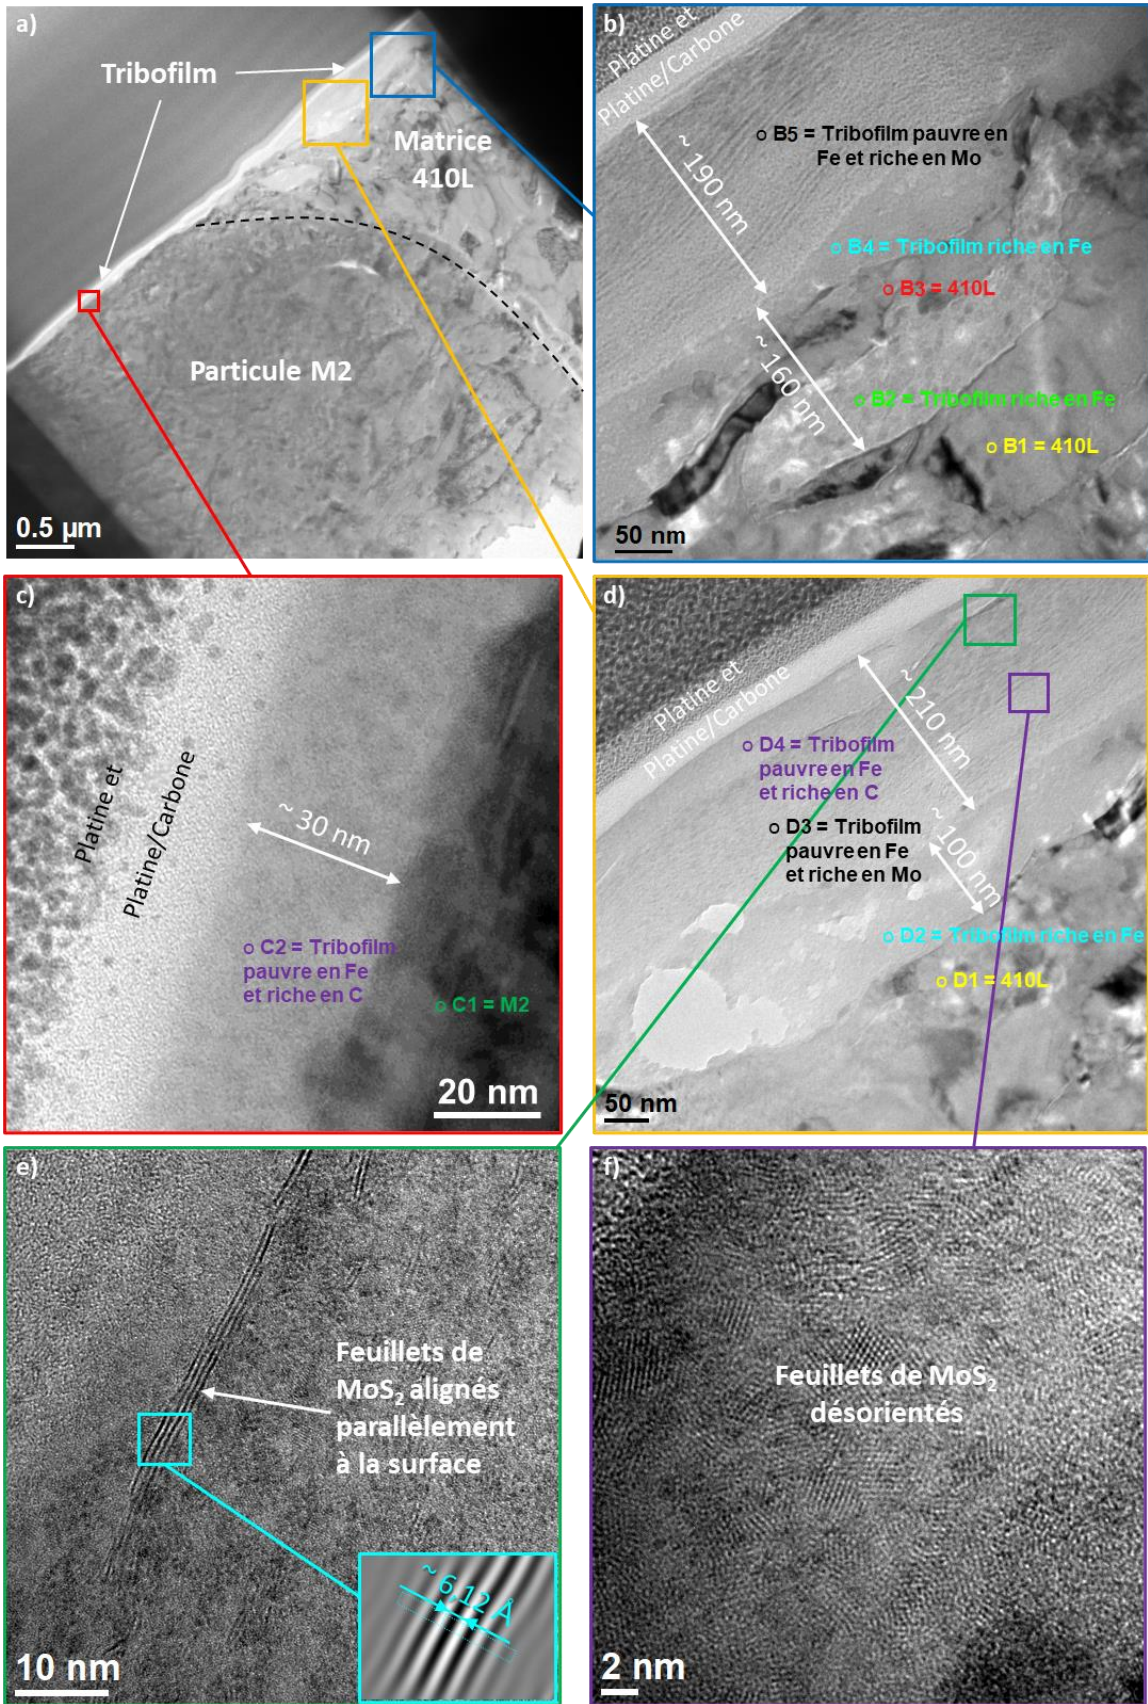 a)
Tribofilm
Matrice
410L
Particule M2
0.5 µm
b)
Platine et
Platine/Carbone
~ 190 nm
B5 = Tribofilm pauvre en
Fe et riche en Mo
B4 = Tribofilm riche en Fe
B3 = 410L
~ 160 nm
B2 = Tribofilm riche en Fe
B1 = 410L
50 nm
c)
Platine et
Platine/Carbone
~ 30 nm
C2 = Tribofilm
pauvre en Fe
et riche en C
C1 = M2
20 nm
d)
Platine et
Platine/Carbone
~ 210 nm
D4 = Tribofilm
pauvre en Fe
et riche en C
D3 = Tribofilm
pauvre en Fe
et riche en Mo
~ 100 nm
D2 = Tribofilm riche en Fe
D1 = 410L
50 nm
e)
Feuillets de
MoS₂ alignés
parallèlement
à la surface
~ 6,12 Å
10 nm
f)
Feuillets de MoS₂
désorientés
2 nm